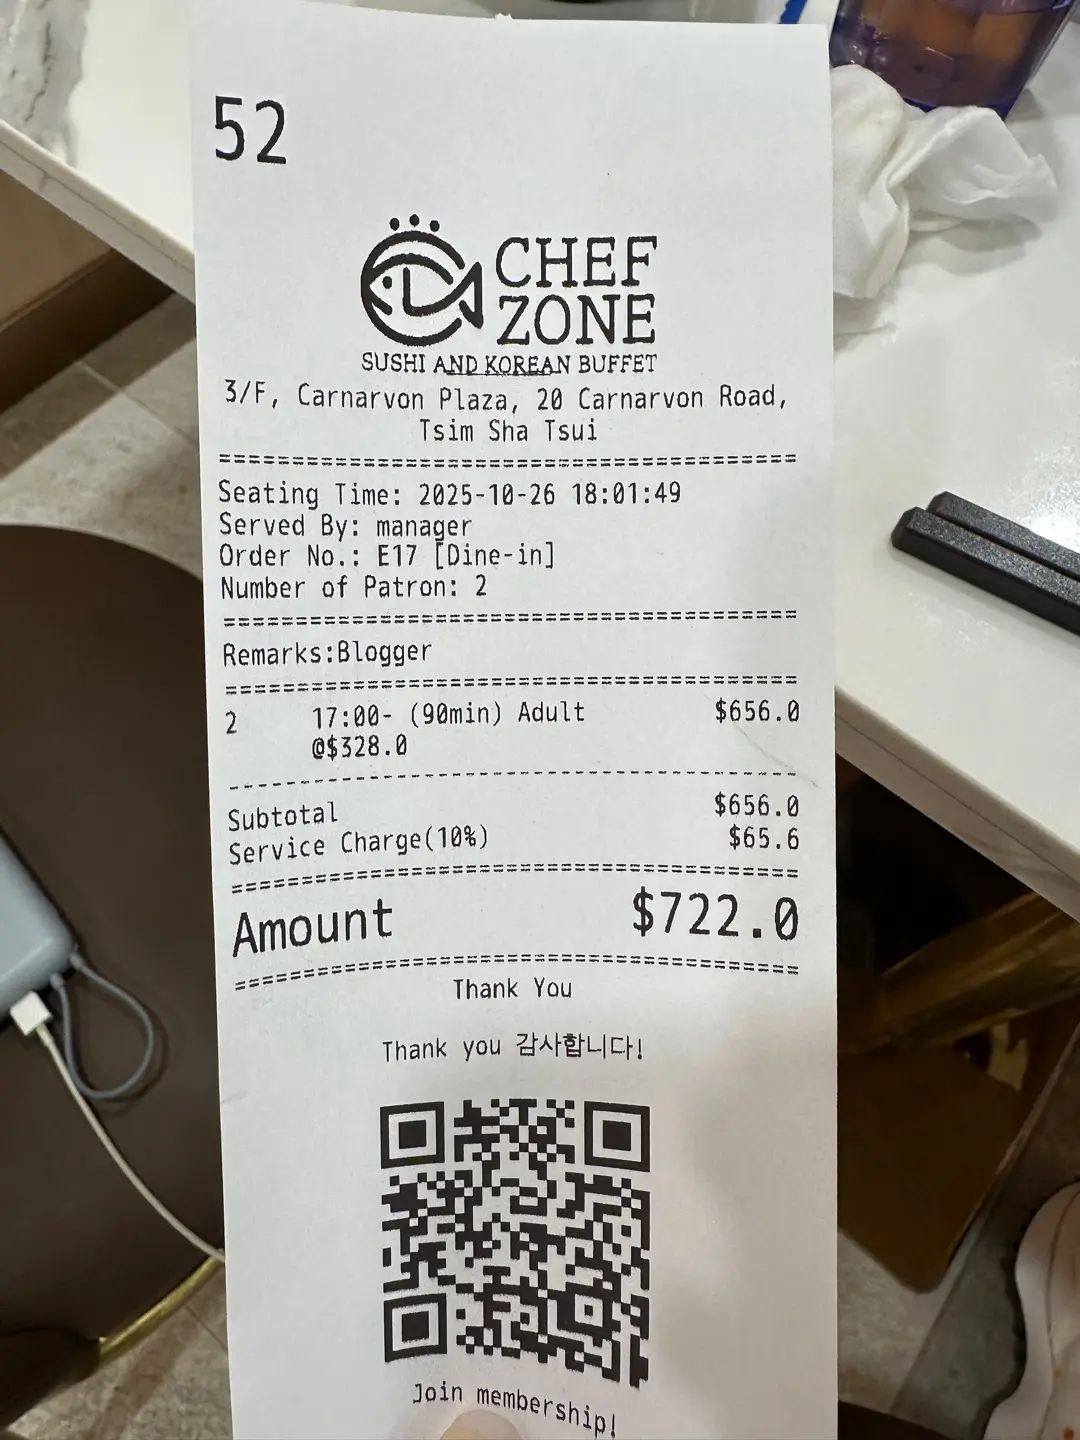 52
CHEF
ZONE
SUSHI AND KOREAN BUFFET
3/F, Carnarvon Plaza, 20 Carnarvon Road,
Tsim Sha Tsui
========================================
Seating Time: 2025-10-26 18:01:49
Served By: manager
Order No.: E17 [Dine-in]
Number of Patron: 2
========================================
Remarks:Blogger
========================================
2 17:00- (90min) Adult $656.0
@$328.0
----------------------------------------
Subtotal $656.0
Service Charge(10%) $65.6
========================================
Amount $722.0
========================================
Thank You
Thank you 감사합니다!
Join membership!